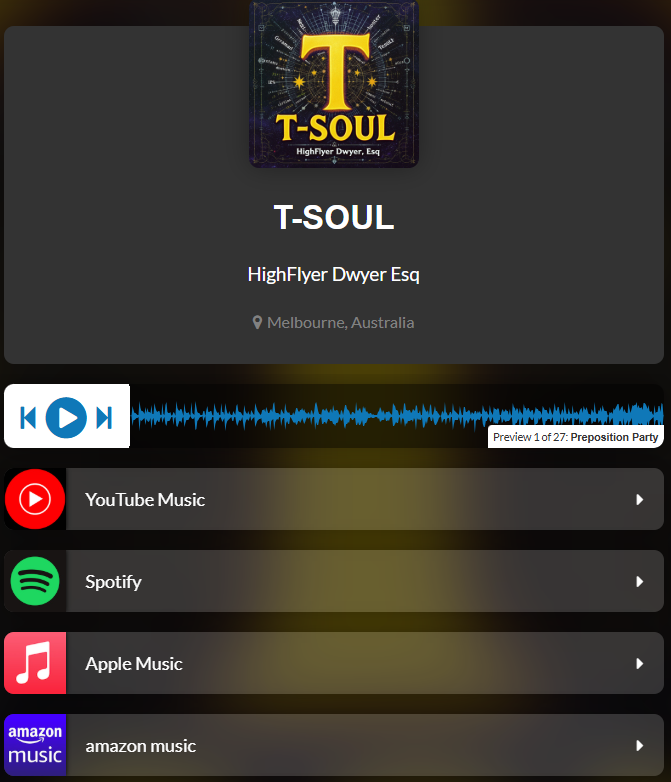 T
T-SOUL
HighFlyer Dwyer, Esq
T-SOUL
HighFlyer Dwyer Esq
Melbourne, Australia
Preview 1 of 27: Preposition Party
YouTube Music
Spotify
Apple Music
amazon music
amazon music